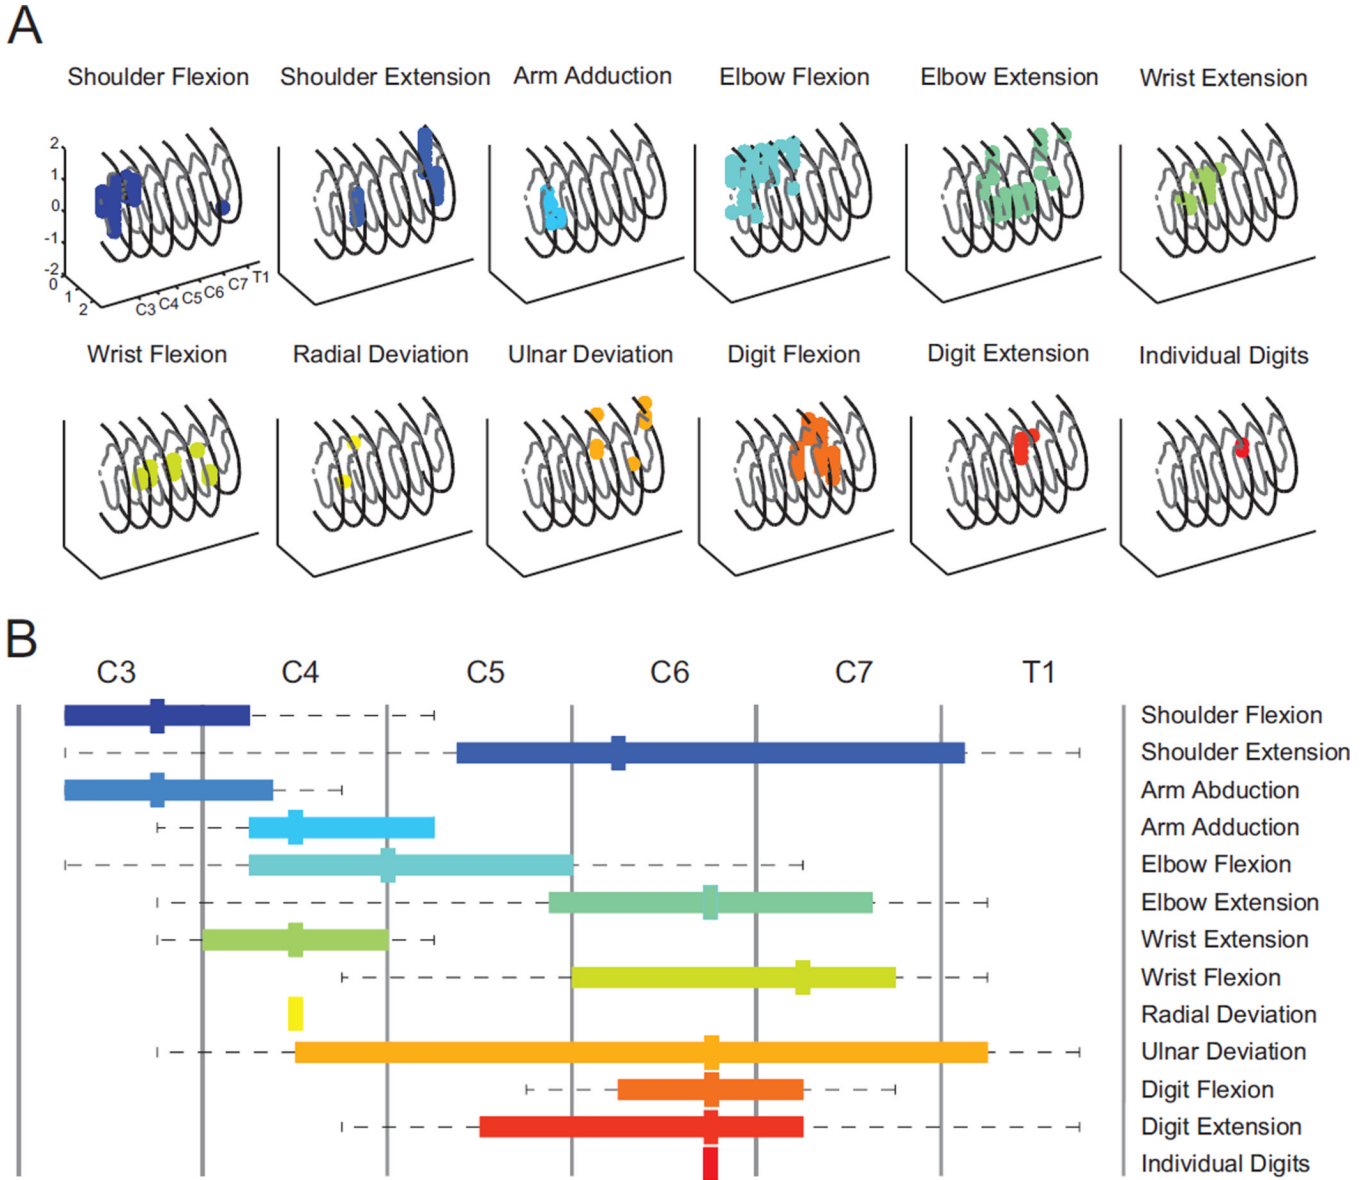 A
Shoulder Flexion Shoulder Extension Arm Adduction Elbow Flexion Elbow Extension Wrist Extension
2
1
0
-1
-2
0
1
2
C3 C4 C5 C6 C7 T1
Wrist Flexion Radial Deviation Ulnar Deviation Digit Flexion Digit Extension Individual Digits
B
C3 C4 C5 C6 C7 T1
Shoulder Flexion
Shoulder Extension
Arm Abduction
Arm Adduction
Elbow Flexion
Elbow Extension
Wrist Extension
Wrist Flexion
Radial Deviation
Ulnar Deviation
Digit Flexion
Digit Extension
Individual Digits